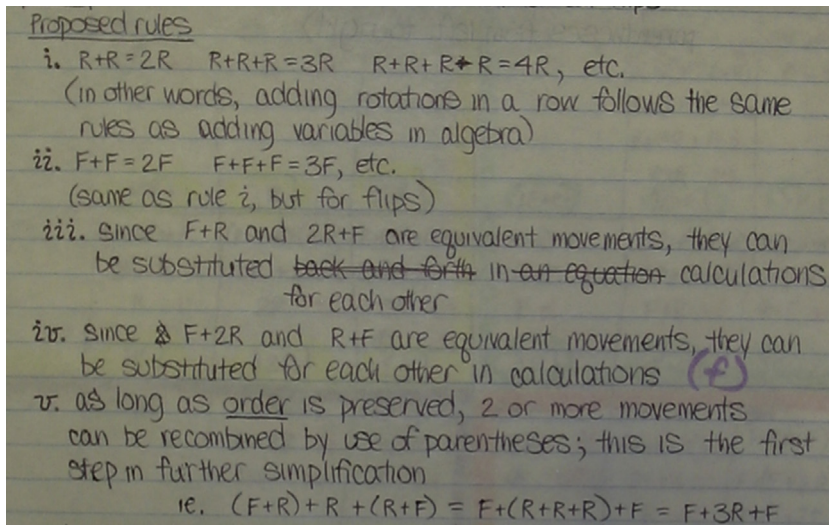 Proposed rules
i. R+R=2R R+R+R=3R R+R+R+R=4R, etc.
(in other words, adding rotations in a row follows the same
rules as adding variables in algebra)
ii. F+F=2F F+F+F=3F, etc.
(same as rule i, but for flips)
iii. since F+R and 2R+F are equivalent movements, they can
be substituted back and forth in an equation calculations
for each other
iv. since F+2R and R+F are equivalent movements, they can
be substituted for each other in calculations (f)
v. as long as order is preserved, 2 or more movements
can be recombined by use of parentheses; this is the first
step in further simplification
ie. (F+R)+R+(R+F) = F+(R+R+R)+F = F+3R+F